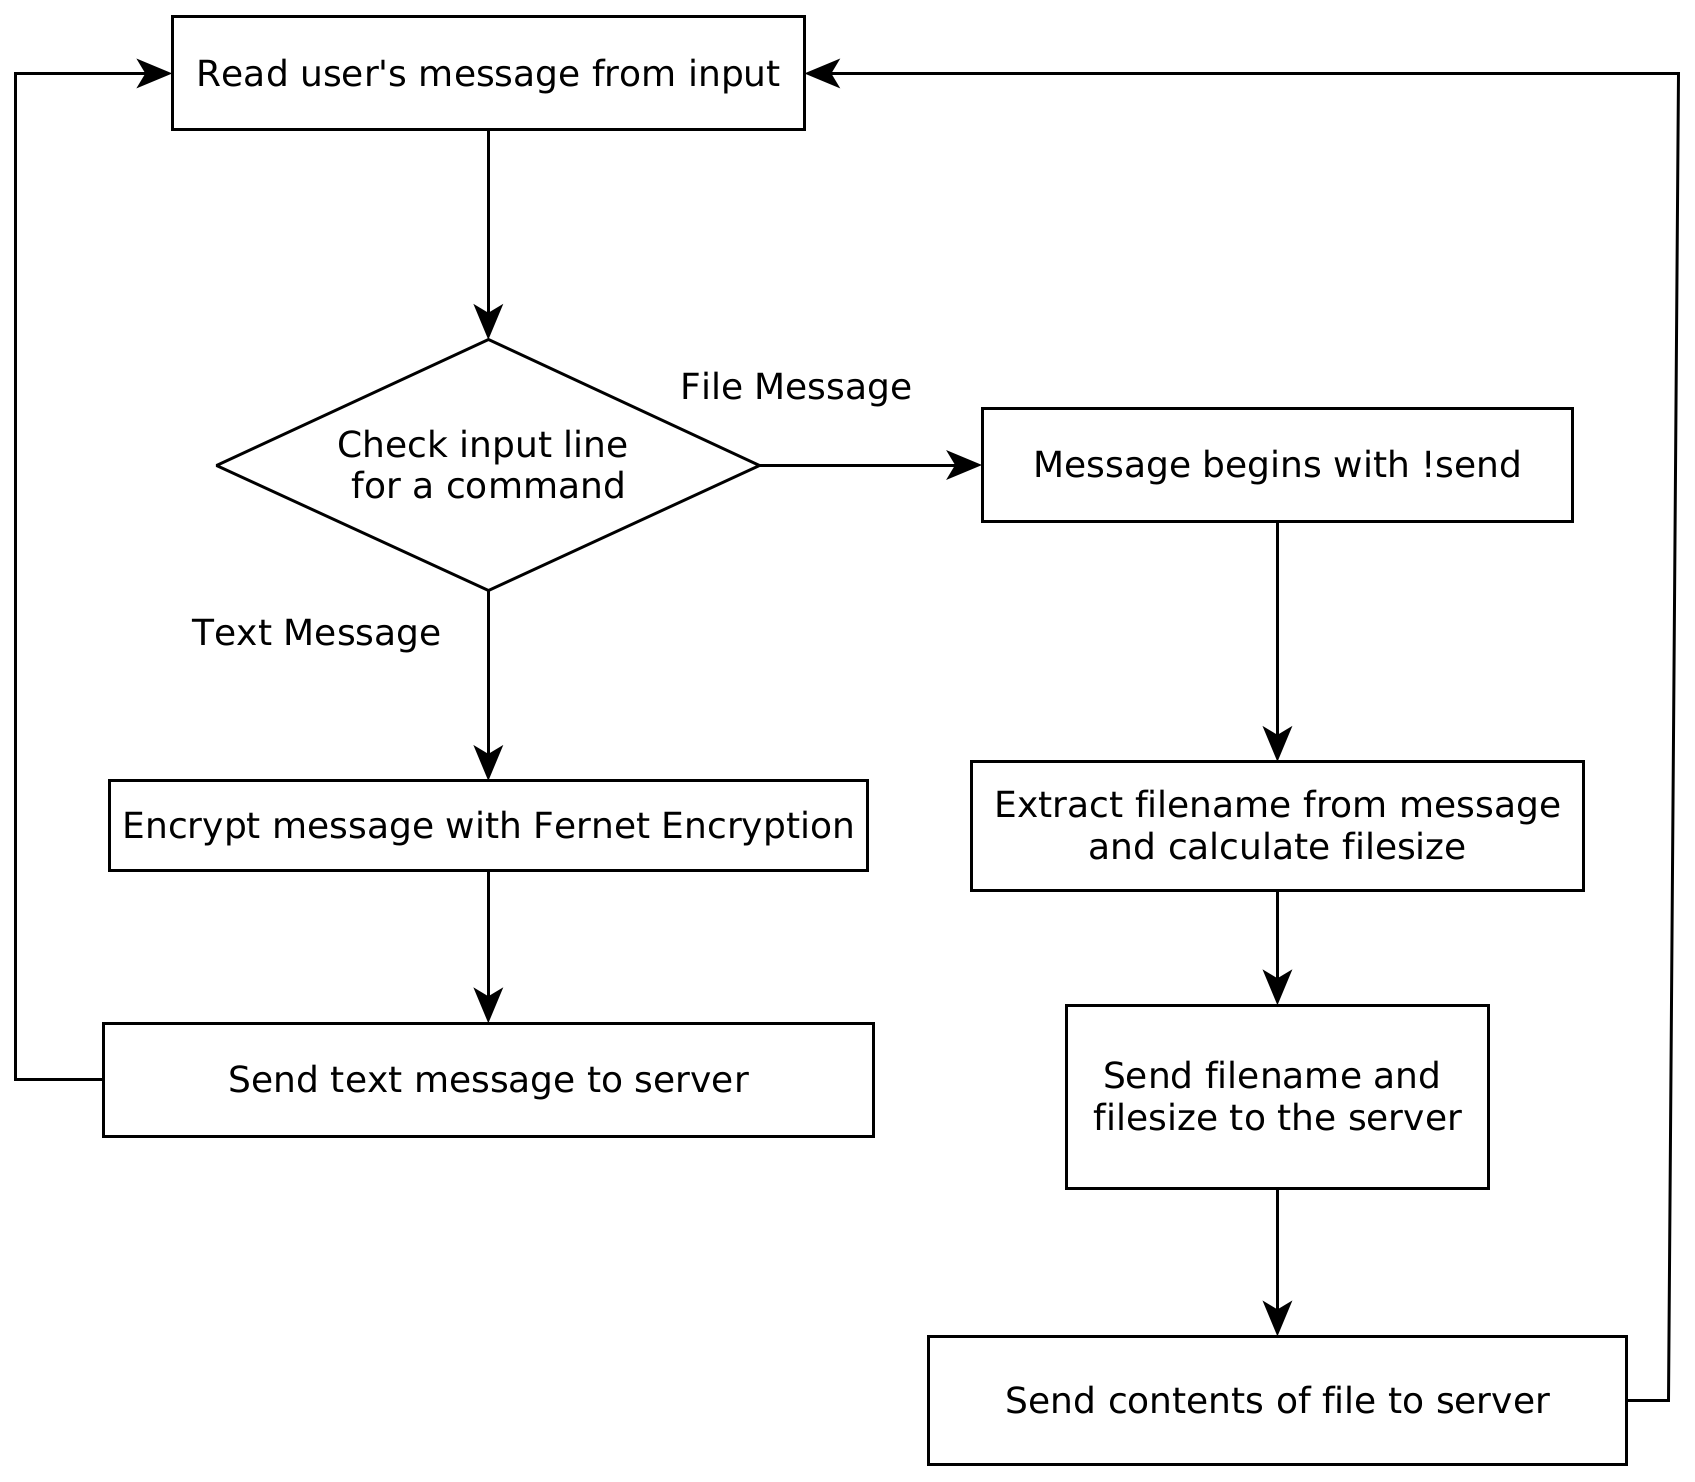 Read user's message from input
Check input line
for a command
File Message
Message begins with !send
Text Message
Encrypt message with Fernet Encryption
Send text message to server
Extract filename from message
and calculate filesize
Send filename and
filesize to the server
Send contents of file to server